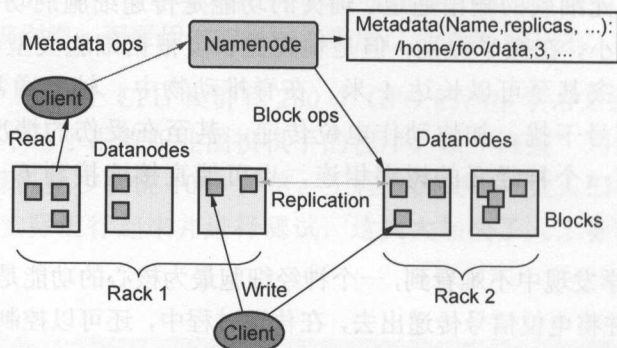 Metadata(Name,replicas, ...):
/home/foo/data,3, ...
Metadata ops
Namenode
Client
Block ops
Read
Datanodes
Datanodes
Replication
Blocks
Rack 1
Write
Rack 2
Client